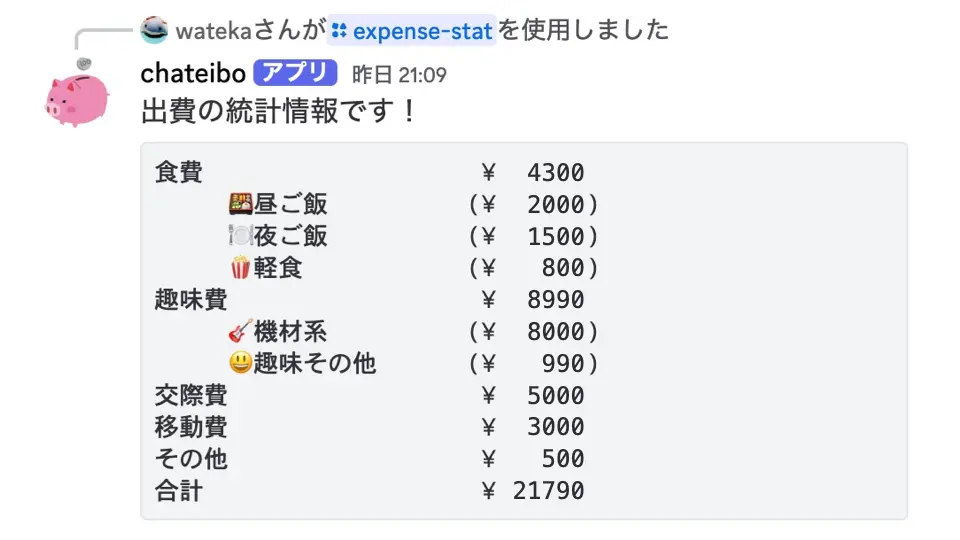 watekaさんがexpense-statを使用しました
chateibo アプリ 昨日 21:09
出費の統計情報です！
食費 ¥ 4300
🍱昼ご飯 (¥ 2000)
🍽️夜ご飯 (¥ 1500)
🍿軽食 (¥ 800)
趣味費 ¥ 8990
🎸機材系 (¥ 8000)
😃趣味その他 (¥ 990)
交際費 ¥ 5000
移動費 ¥ 3000
その他 ¥ 500
合計 ¥ 21790